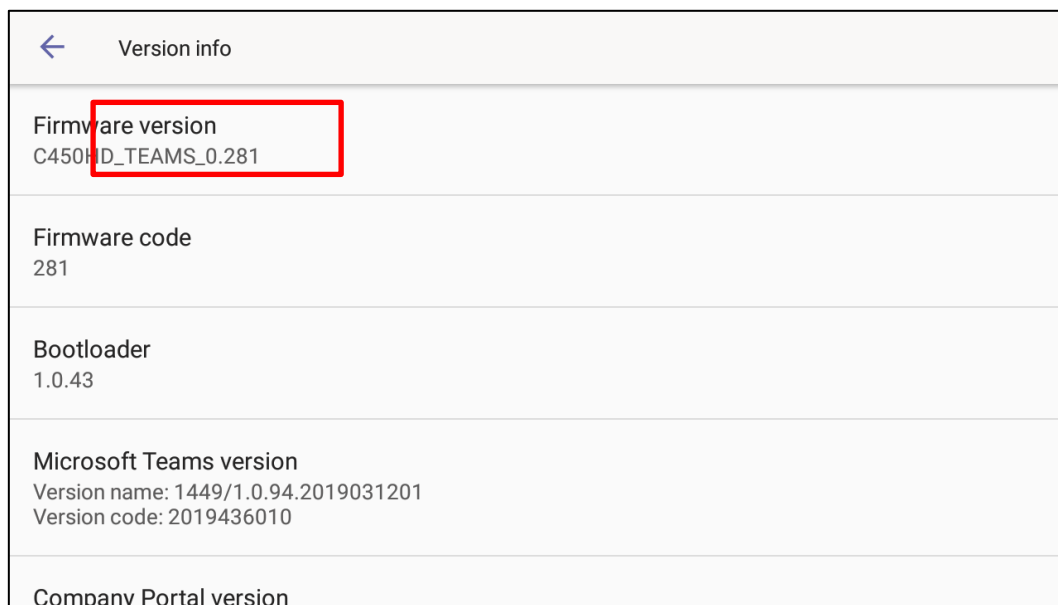 Version info
Firmware version
C450HD_TEAMS_0.281
Firmware code
281
Bootloader
1.0.43
Microsoft Teams version
Version name: 1449/1.0.94.2019031201
Version code: 2019436010
Company Portal version